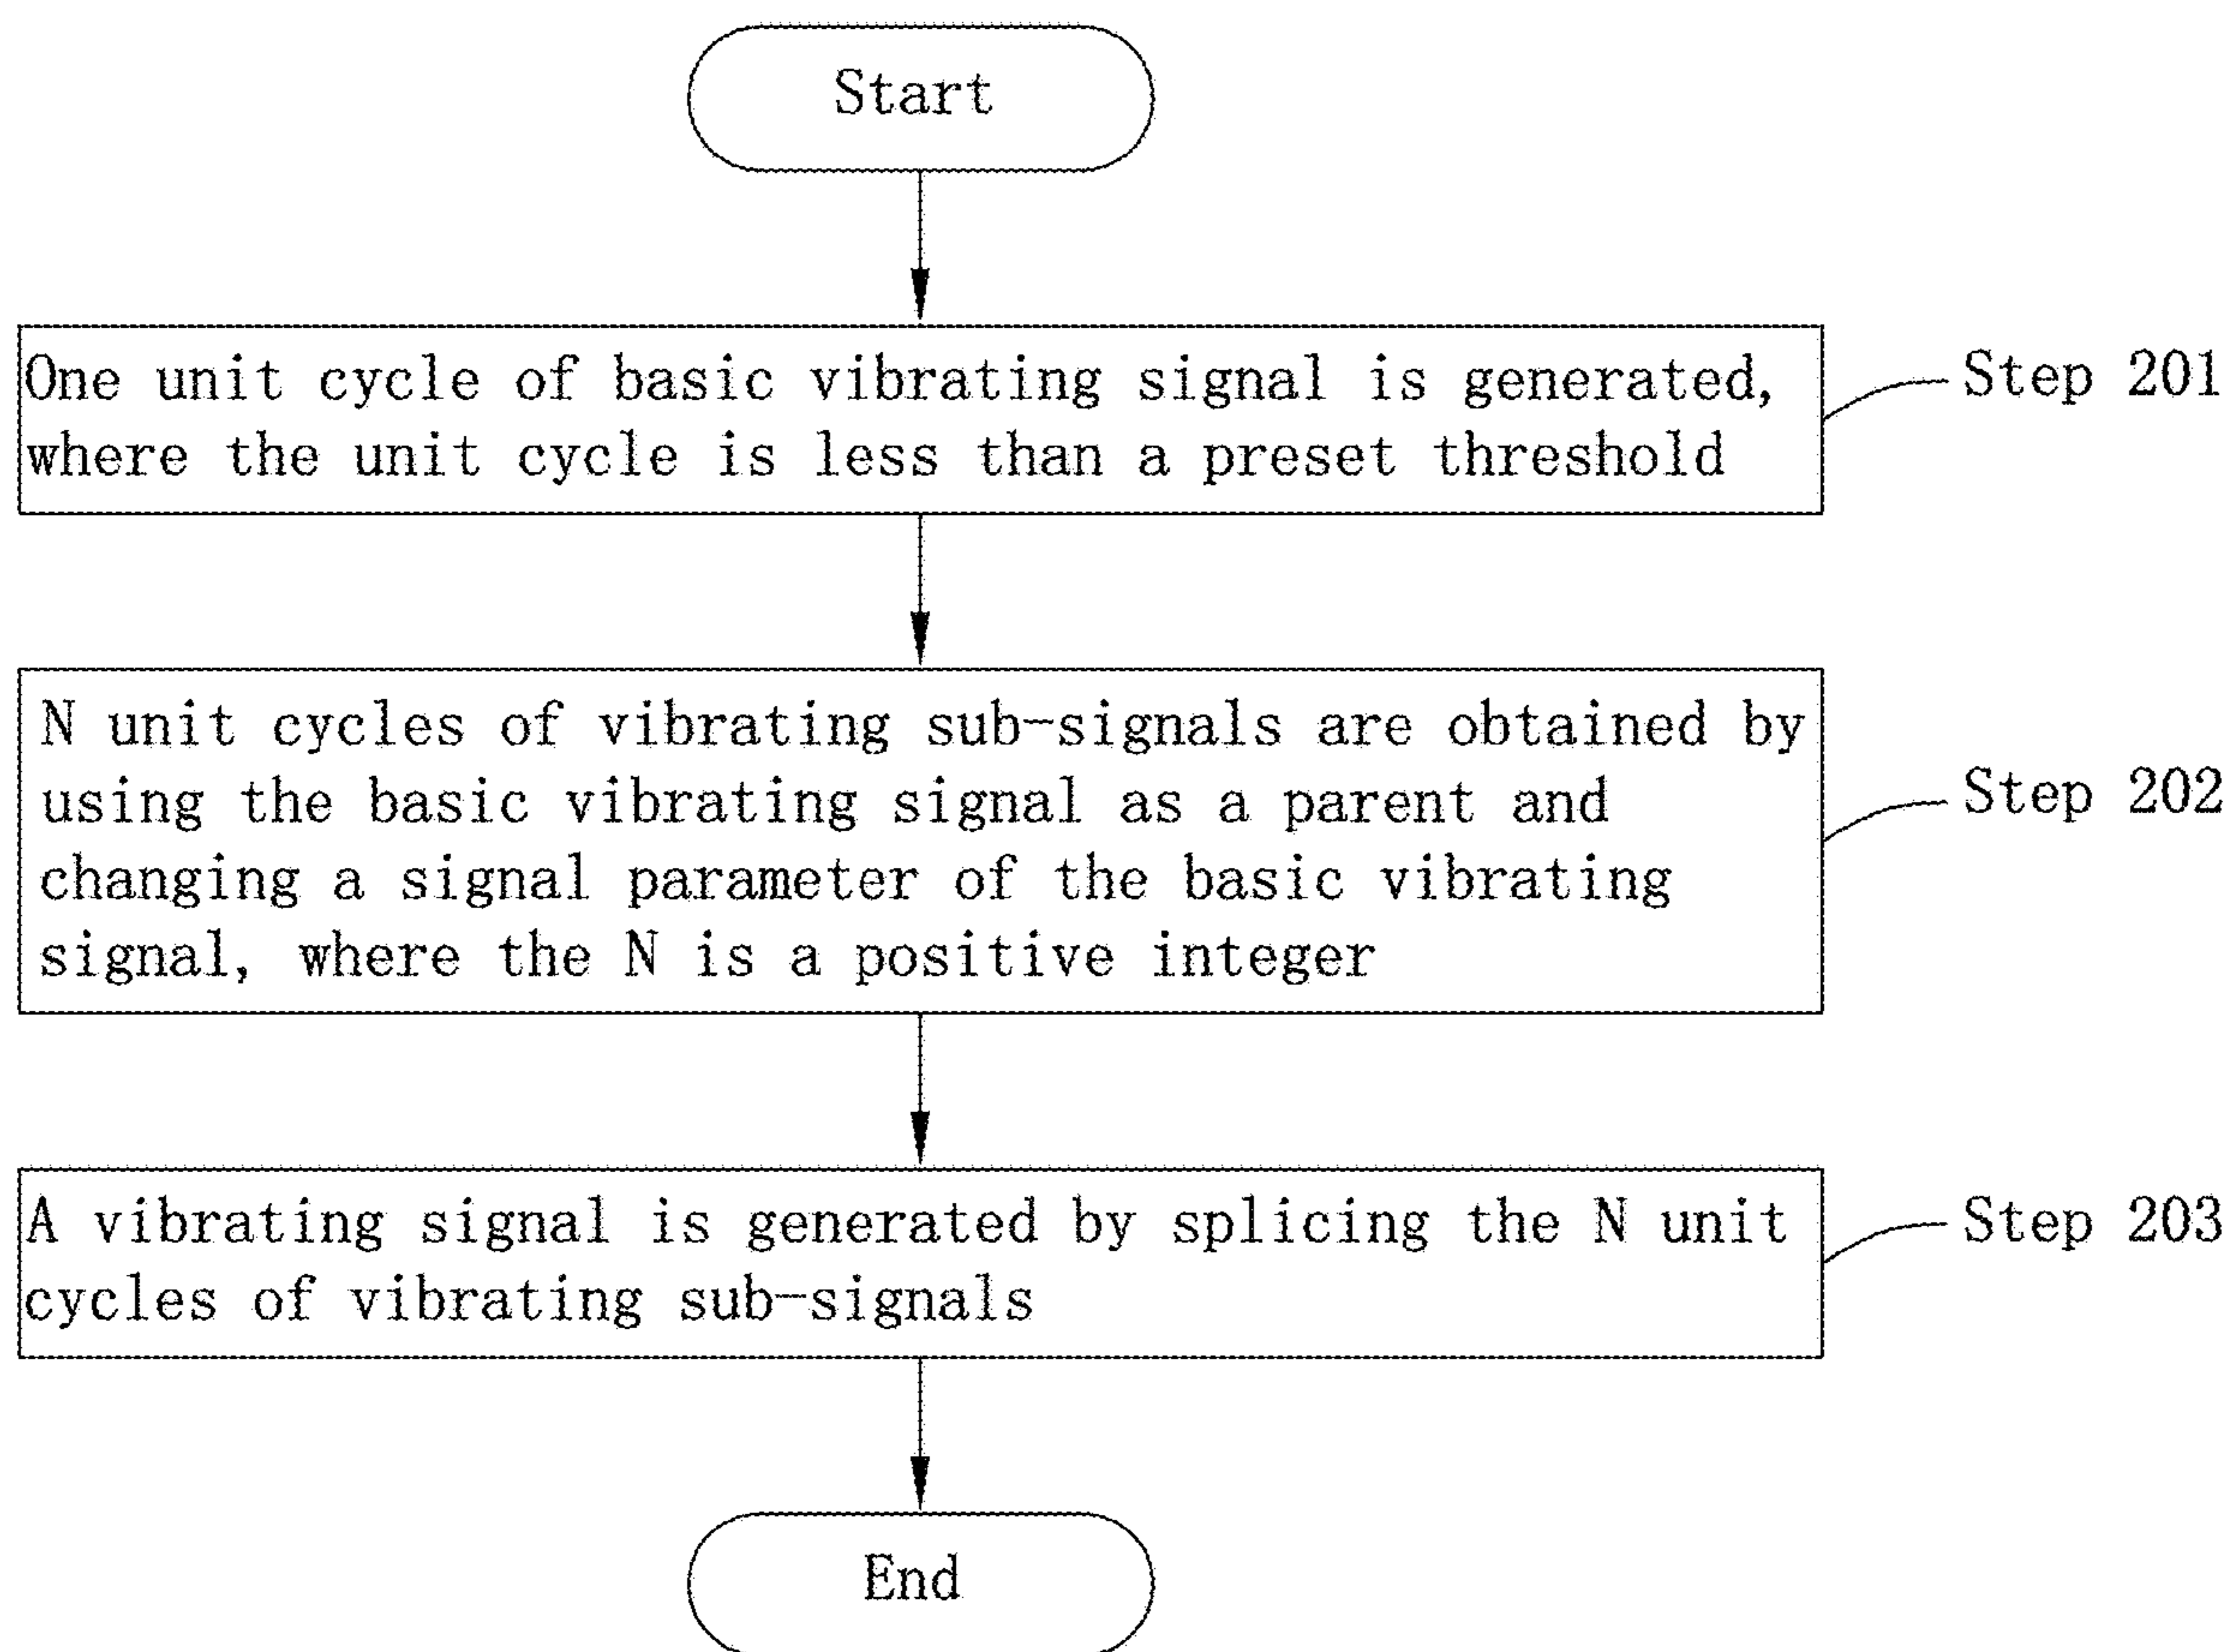 Start
One unit cycle of basic vibrating signal is generated,
where the unit cycle is less than a preset threshold
Step 201
N unit cycles of vibrating sub-signals are obtained by
using the basic vibrating signal as a parent and
changing a signal parameter of the basic vibrating
signal, where the N is a positive integer
Step 202
A vibrating signal is generated by splicing the N unit
cycles of vibrating sub-signals
Step 203
End